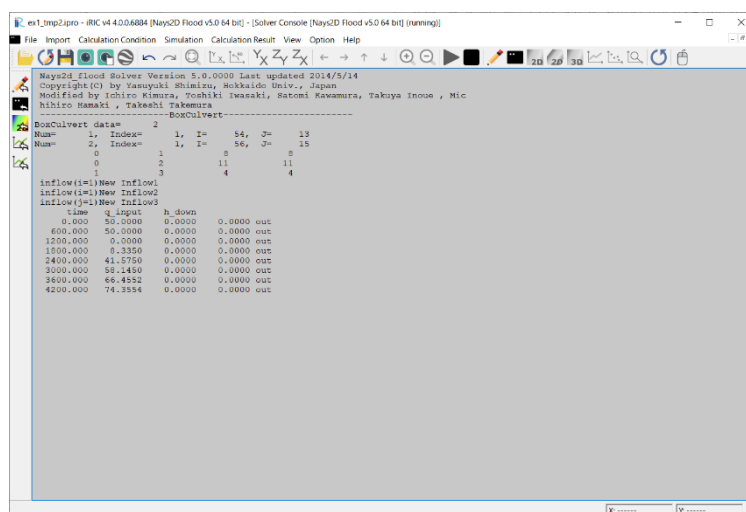 ex1_tmp2.ipro - iRIC v4.4.0.0.6884 [Nays2D Flood v5.0 64 bit] - [Solver Console [Nays2D Flood v5.0 64 bit] (running)]
File Import Calculation Condition Simulation Calculation Result View Option Help
Nays2d_flood Solver Version 5.0.0000 Last updated 2014/5/14
Copyright(C) by Yasuyuki Shimizu, Hokkaido Univ., Japan
Modified by Ichiro Kimura, Toshiki Iwasaki, Satomi Kawamura, Takuya Inoue , Mic
hihiro Hamaki , Takeshi Takemura
--------------------------BoxCulvert--------------------------
BoxCulvert data= 2
Num= 1, Index= 1, I= 54, J= 13
Num= 2, Index= 1, I= 56, J= 15
0 1 8 8
0 2 11 11
1 3 4 4
inflow(i=1)New Inflow1
inflow(i=1)New Inflow2
inflow(j=1)New Inflow3
time q_input h_down
0.000 50.0000 0.0000 0.0000 out
600.000 50.0000 0.0000 0.0000 out
1200.000 0.0000 0.0000 0.0000 out
1800.000 8.3350 0.0000 0.0000 out
2400.000 41.5750 0.0000 0.0000 out
3000.000 58.1450 0.0000 0.0000 out
3600.000 66.4552 0.0000 0.0000 out
4200.000 74.3554 0.0000 0.0000 out
X: ------ Y: ------